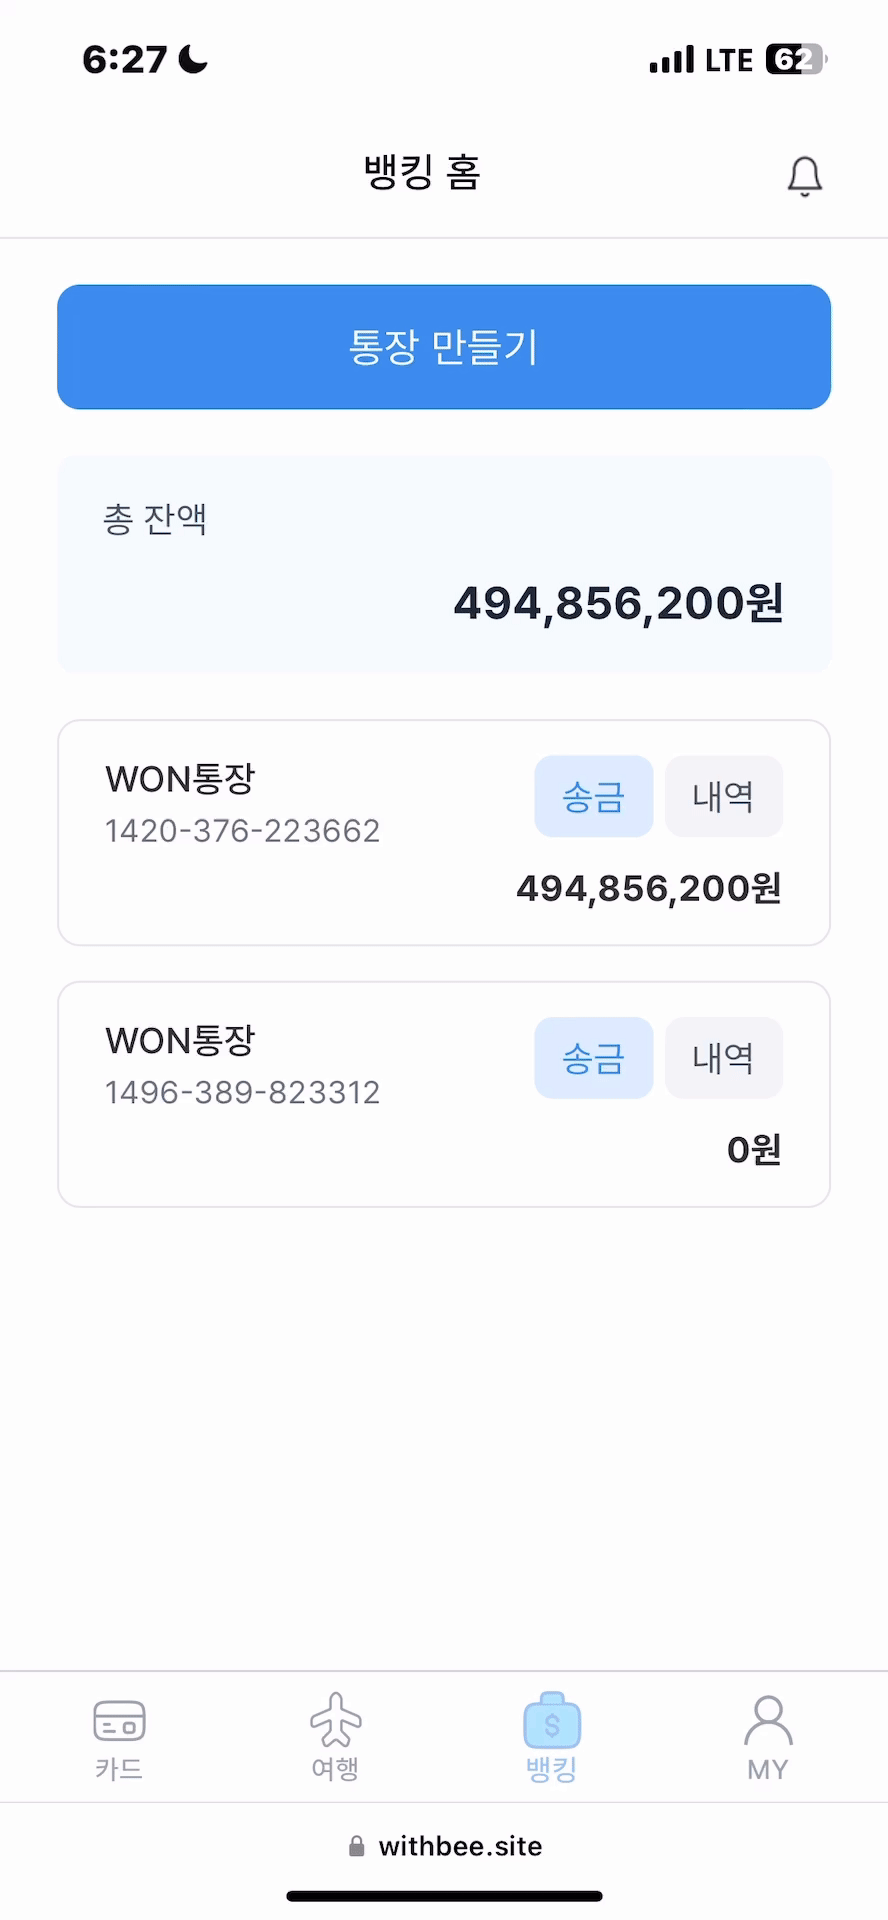 6:27
LTE 62
뱅킹 홈
통장 만들기
총 잔액
494,856,200원
WON통장
1420-376-223662
송금
내역
494,856,200원
WON통장
1496-389-823312
송금
내역
0원
$
카드
여행
뱅킹
MY
withbee.site